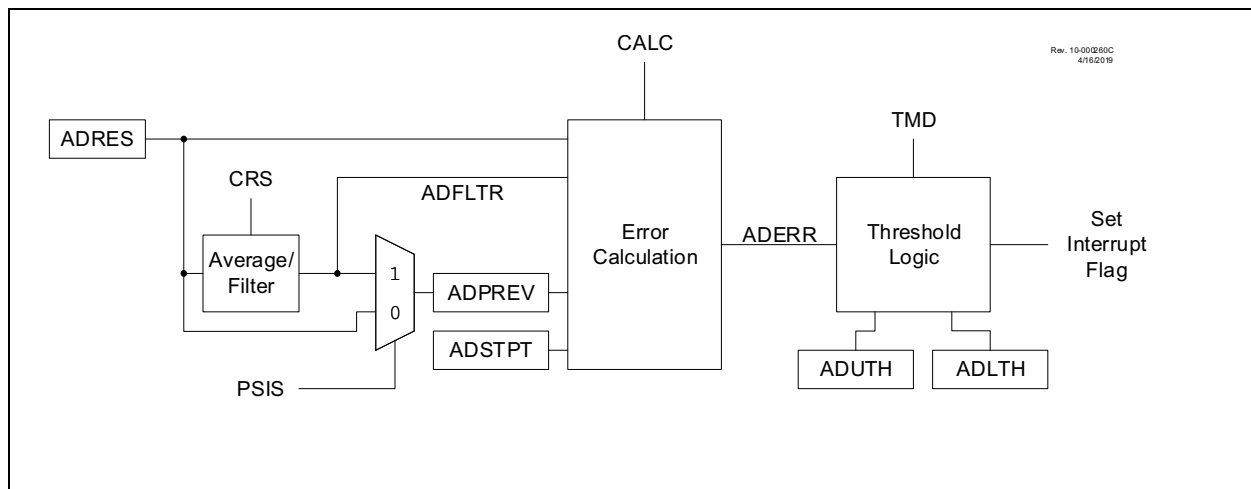 CALC
Rev. 10-000260C
4/16/2019
ADRES
TMD
CRS
ADFLTR
Average/
Filter
1
0
ADPREV
ADSTPT
PSIS
Error
Calculation
ADERR
Threshold
Logic
Set
Interrupt
Flag
ADUTH
ADLTH